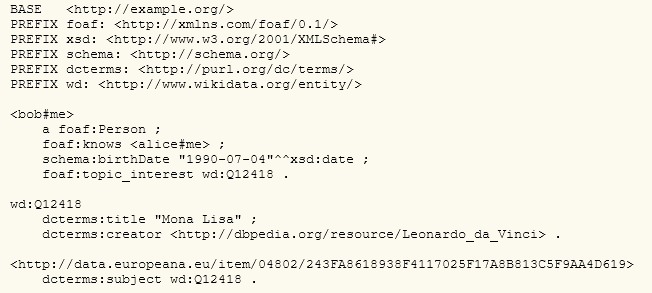 BASE   <http://example.org/>
PREFIX foaf: <http://xmlns.com/foaf/0.1/>
PREFIX xsd: <http://www.w3.org/2001/XMLSchema#>
PREFIX schema: <http://schema.org/>
PREFIX dcterms: <http://purl.org/dc/terms/>
PREFIX wd: <http://www.wikidata.org/entity/>

<bob#me>
    a foaf:Person ;
    foaf:knows <alice#me> ;
    schema:birthDate "1990-07-04"^^xsd:date ;
    foaf:topic_interest wd:Q12418 .

wd:Q12418
    dcterms:title "Mona Lisa" ;
    dcterms:creator <http://dbpedia.org/resource/Leonardo_da_Vinci> .

<http://data.europeana.eu/item/04802/243FA8618938F4117025F17A8B813C5F9AA4D619>
    dcterms:subject wd:Q12418 .